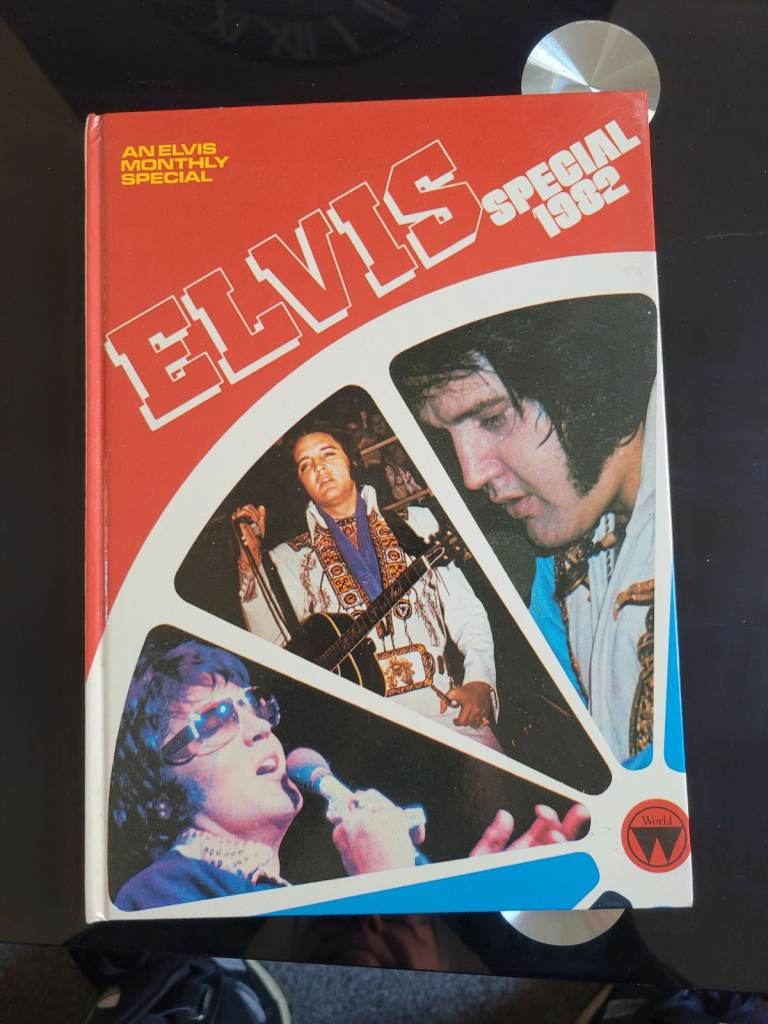 AN ELVIS
MONTHLY
SPECIAL
ELVIS
SPECIAL
1982
World